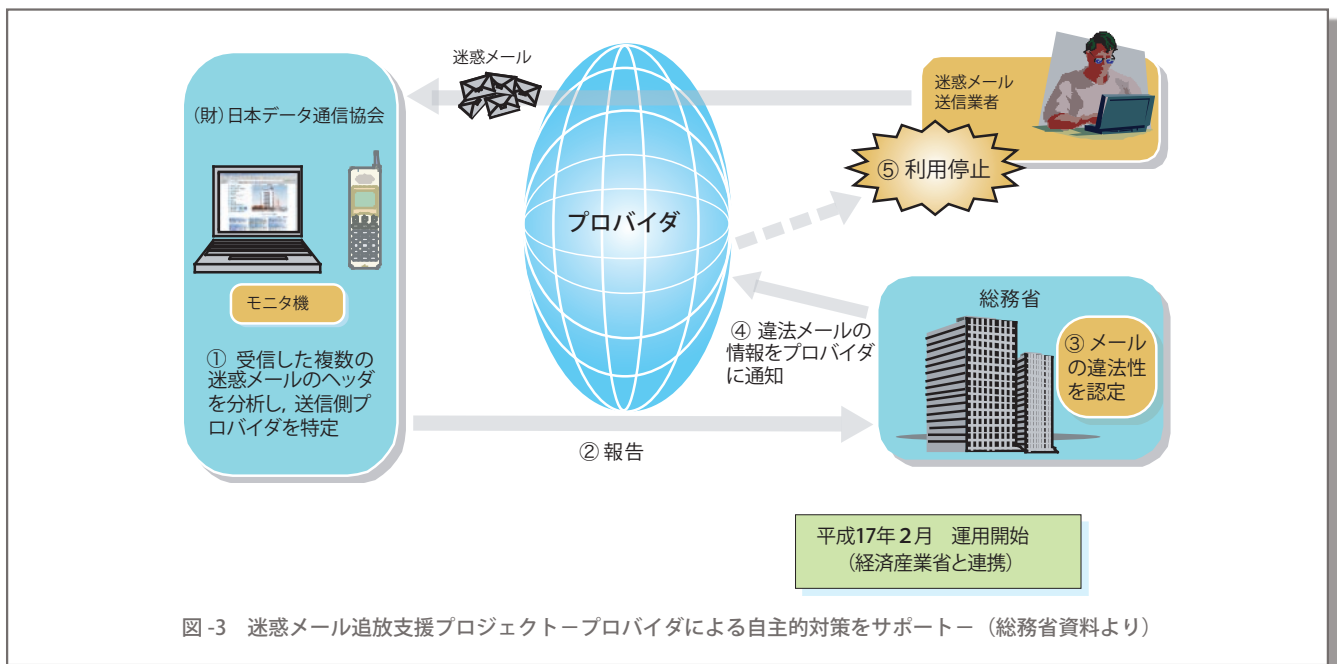 迷惑メール
(財)日本データ通信協会
モニタ機
① 受信した複数の
迷惑メールのヘッダ
を分析し, 送信側プ
ロバイダを特定
プロバイダ
迷惑メール
送信業者
⑤ 利用停止
総務省
③ メール
の違法性
を認定
④ 違法メールの
情報をプロバイダ
に通知
② 報告
平成17年2月 運用開始
(経済産業省と連携)
図-3 迷惑メール追放支援プロジェクト-プロバイダによる自主的対策をサポート-(総務省資料より)